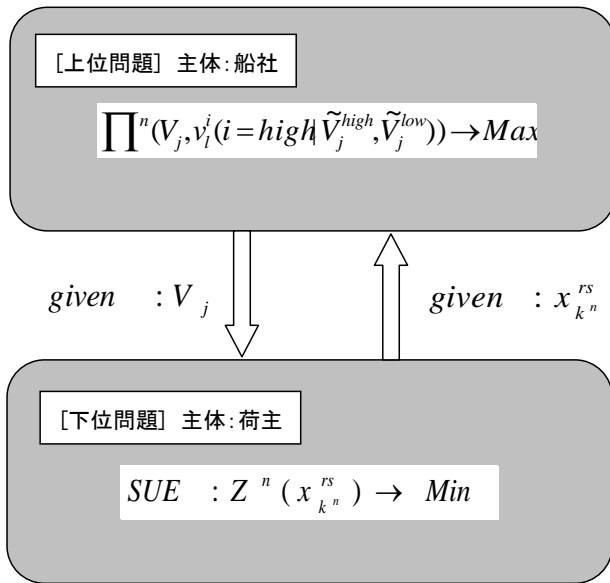 [上位問題] 主体:船社
∏ⁿ(V_j, v_l^i(i = high | Ṽ_j^{high}, Ṽ_j^{low})) → Max
given : V_j
given : x_{k^n}^{rs}
[下位問題] 主体:荷主
SUE : Z^n(x_{k^n}^{rs}) → Min